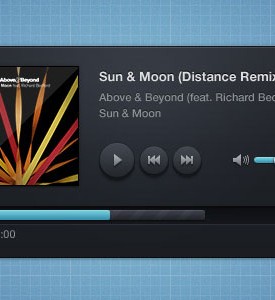 Above & Beyond
Moon feat. Richard Bedford
Sun & Moon (Distance Remix
Above & Beyond (feat. Richard Bed
Sun & Moon
:00